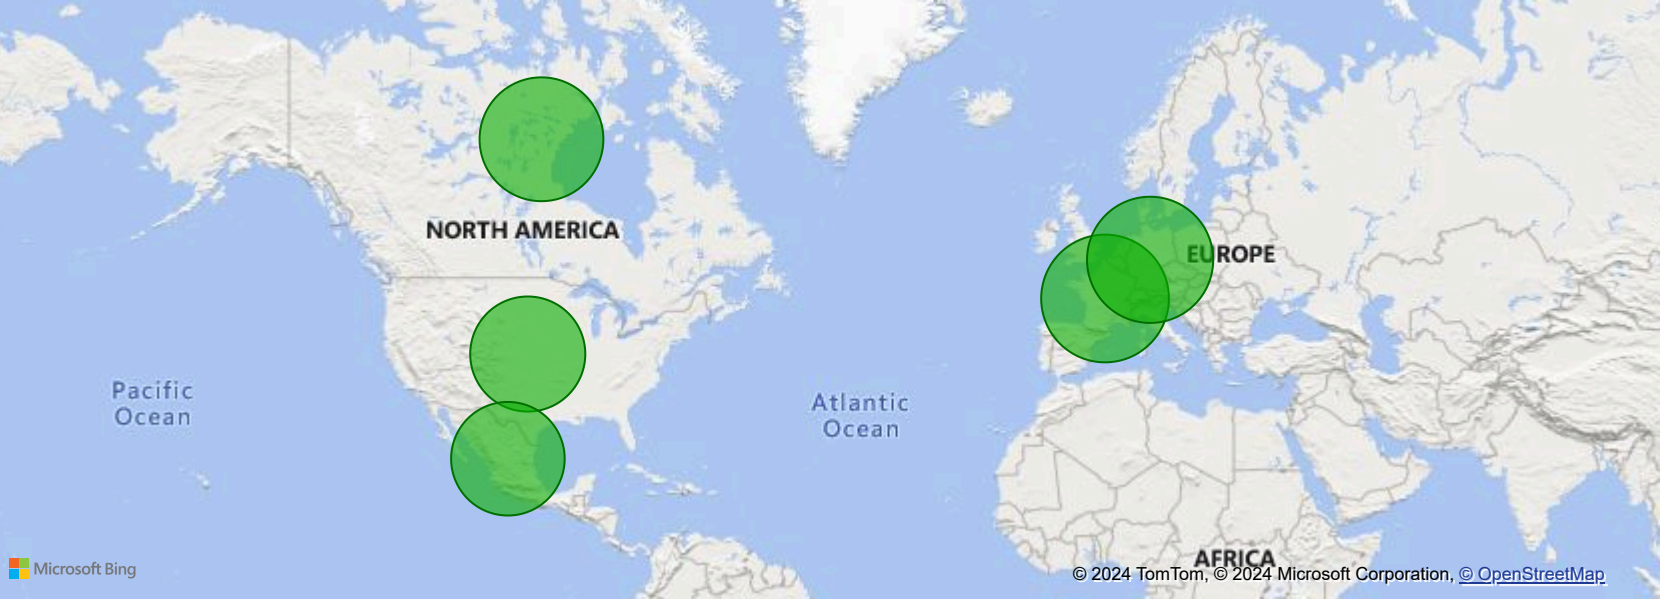 NORTH AMERICA
EUROPE
Pacific
Ocean
Atlantic
Ocean
AFRICA
Microsoft Bing
© 2024 TomTom, © 2024 Microsoft Corporation, © OpenStreetMap